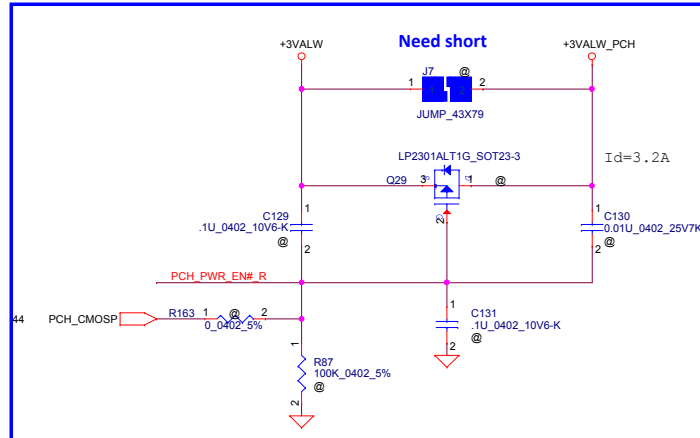 +3VALW
Need short
+3VALW_PCH
J7
@
1
2
1
2
JUMP_43X79
LP2301ALT1G_SOT23-3
Id=3.2A
Q29
3
S
D
1
@
G
2
1
C129
.1U_0402_10V6-K
@
2
1
C130
0.01U_0402_25V7K
@
2
PCH_PWR_EN#_R
44
PCH_CMOSP
R163
1
@
2
0_0402_5%
1
C131
.1U_0402_10V6-K
@
2
1
R87
100K_0402_5%
@
2